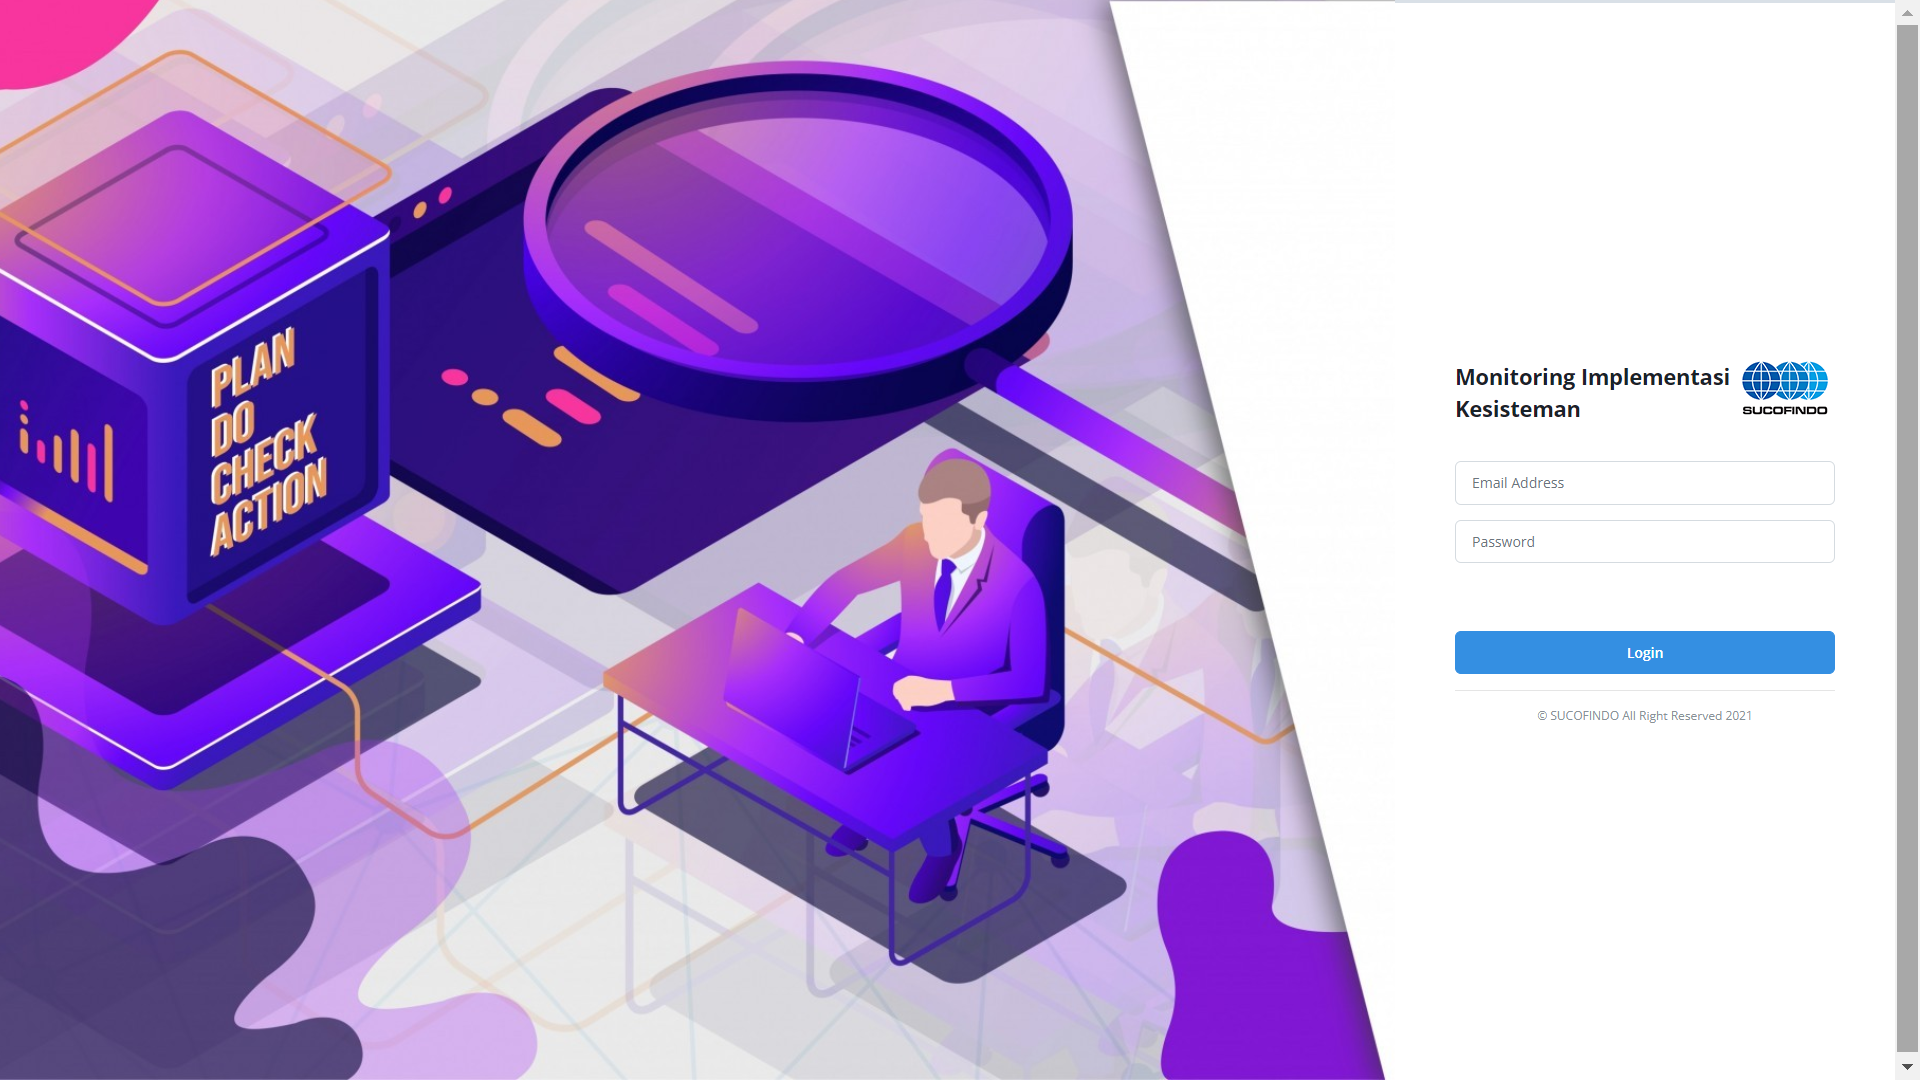 PLAN
DO
CHECK
ACTION
Monitoring Implementasi
Kesisteman
SUCOFINDO
Email Address
Password
Login
© SUCOFINDO All Right Reserved 2021